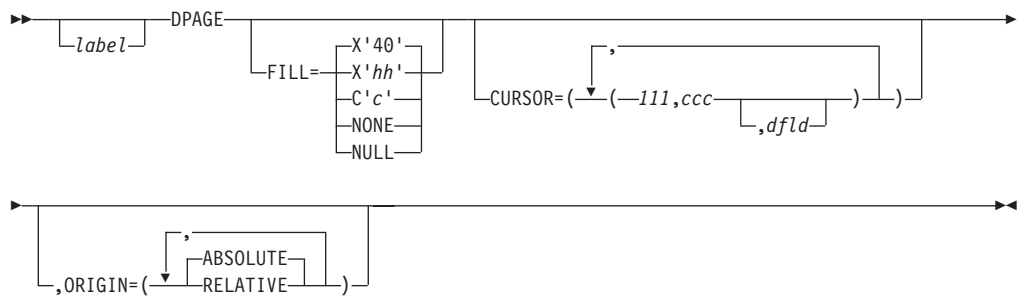 label DPAGE
FILL= X'40'
X'hh'
C'c'
NONE
NULL
CURSOR=( , ( 111,ccc ,dfld ) )
,ORIGIN=( , ABSOLUTE
RELATIVE )